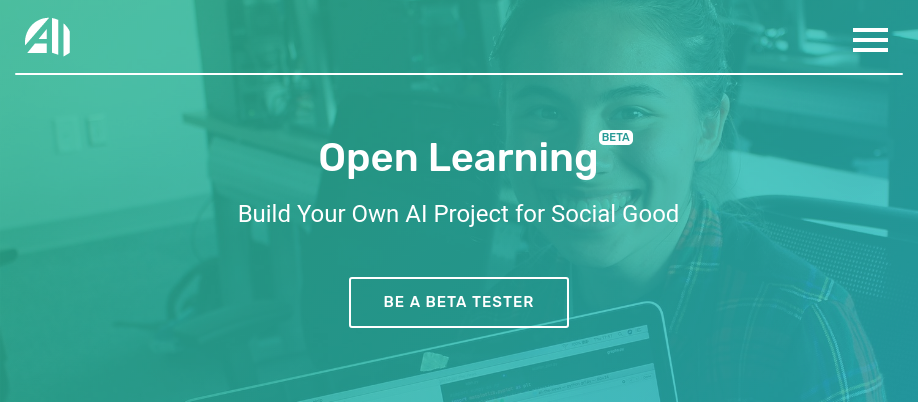 AI
Open Learning BETA
Build Your Own AI Project for Social Good
BE A BETA TESTER